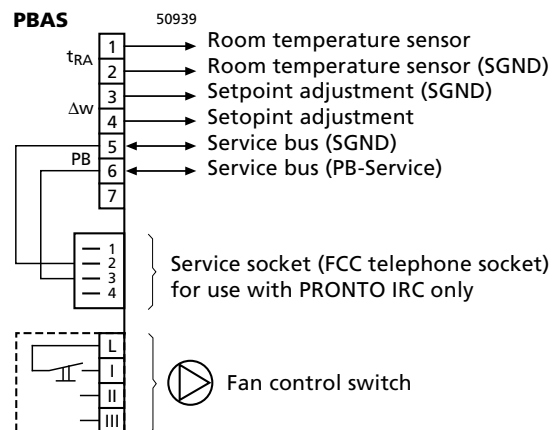 PBAS 50939
tRA 1 Room temperature sensor
2 Room temperature sensor (SGND)
Δw 3 Setpoint adjustment (SGND)
4 Setopint adjustment
5 Service bus (SGND)
PB 6 Service bus (PB-Service)
7
1
2
3
4
Service socket (FCC telephone socket)
for use with PRONTO IRC only
L
I
II
III
Fan control switch